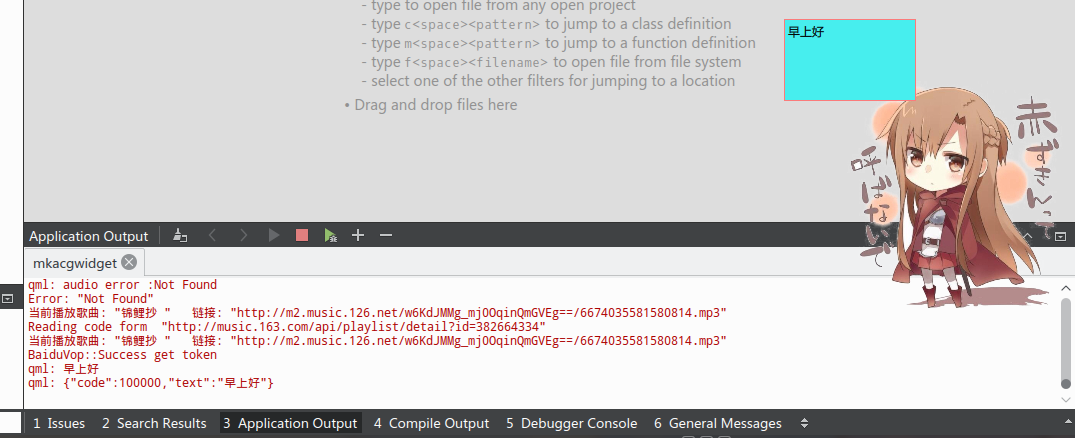 - type to open file from any open project
- type c<space><pattern> to jump to a class definition
- type m<space><pattern> to jump to a function definition
- type f<space><filename> to open file from file system
- select one of the other filters for jumping to a location
• Drag and drop files here
早上好
赤ずきんって
呼ばないで
Application Output
mkacgwidget
qml: audio error :Not Found
Error: "Not Found"
当前播放歌曲: "锦鲤抄 " 链接: "http://m2.music.126.net/w6KdJMMg_mj0OqinQmGVEg==/6674035581580814.mp3"
Reading code form "http://music.163.com/api/playlist/detail?id=382664334"
当前播放歌曲: "锦鲤抄 " 链接: "http://m2.music.126.net/w6KdJMMg_mj0OqinQmGVEg==/6674035581580814.mp3"
BaiduVop::Success get token
qml: 早上好
qml: {"code":100000,"text":"早上好"}
1 Issues 2 Search Results 3 Application Output 4 Compile Output 5 Debugger Console 6 General Messages